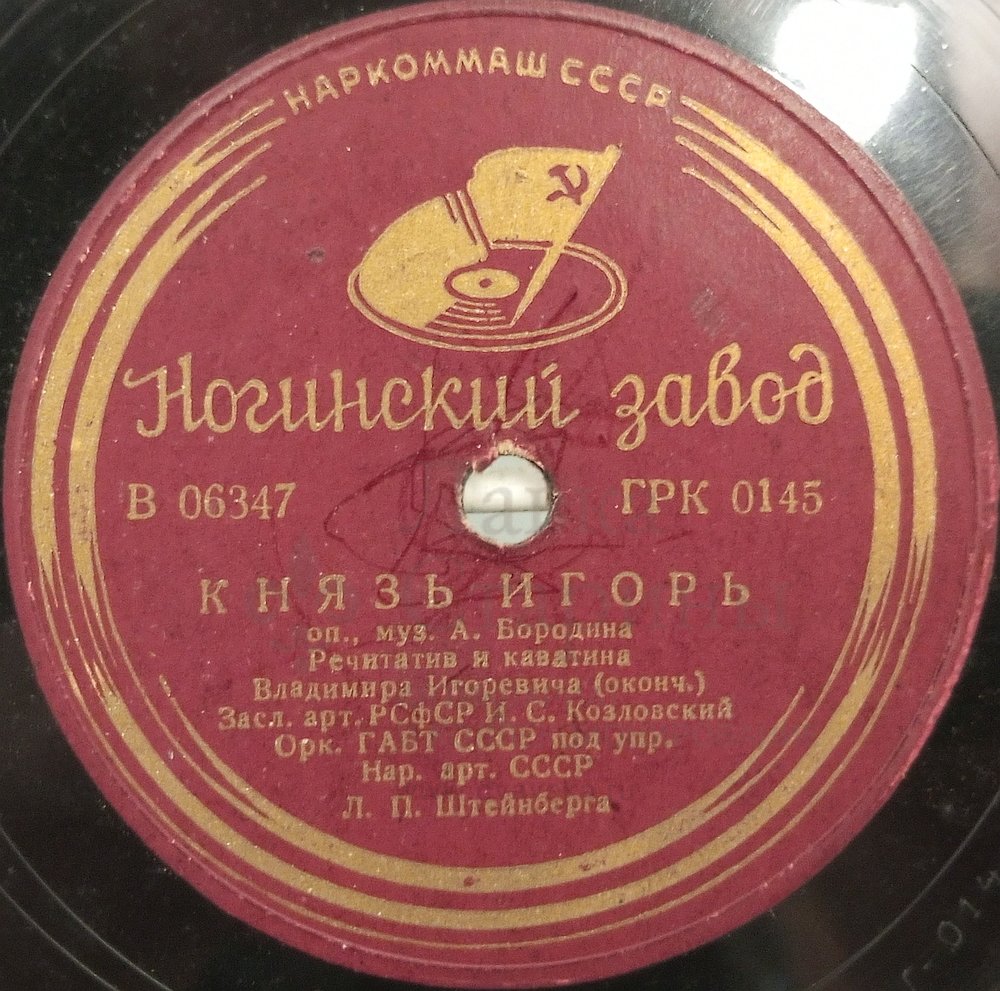 НАРКОММАШ СССР
Ногинский завод
В 06347 ГРК 0145
КНЯЗЬ ИГОРЬ
оп., муз. А. Бородина
Речитатив и каватина
Владимира Игоревича (оконч.)
Засл. арт. РСфСР И. С. Козловский
Орк. ГАБТ СССР под упр.
Нар. арт. СССР
Л. П. Штейнберга